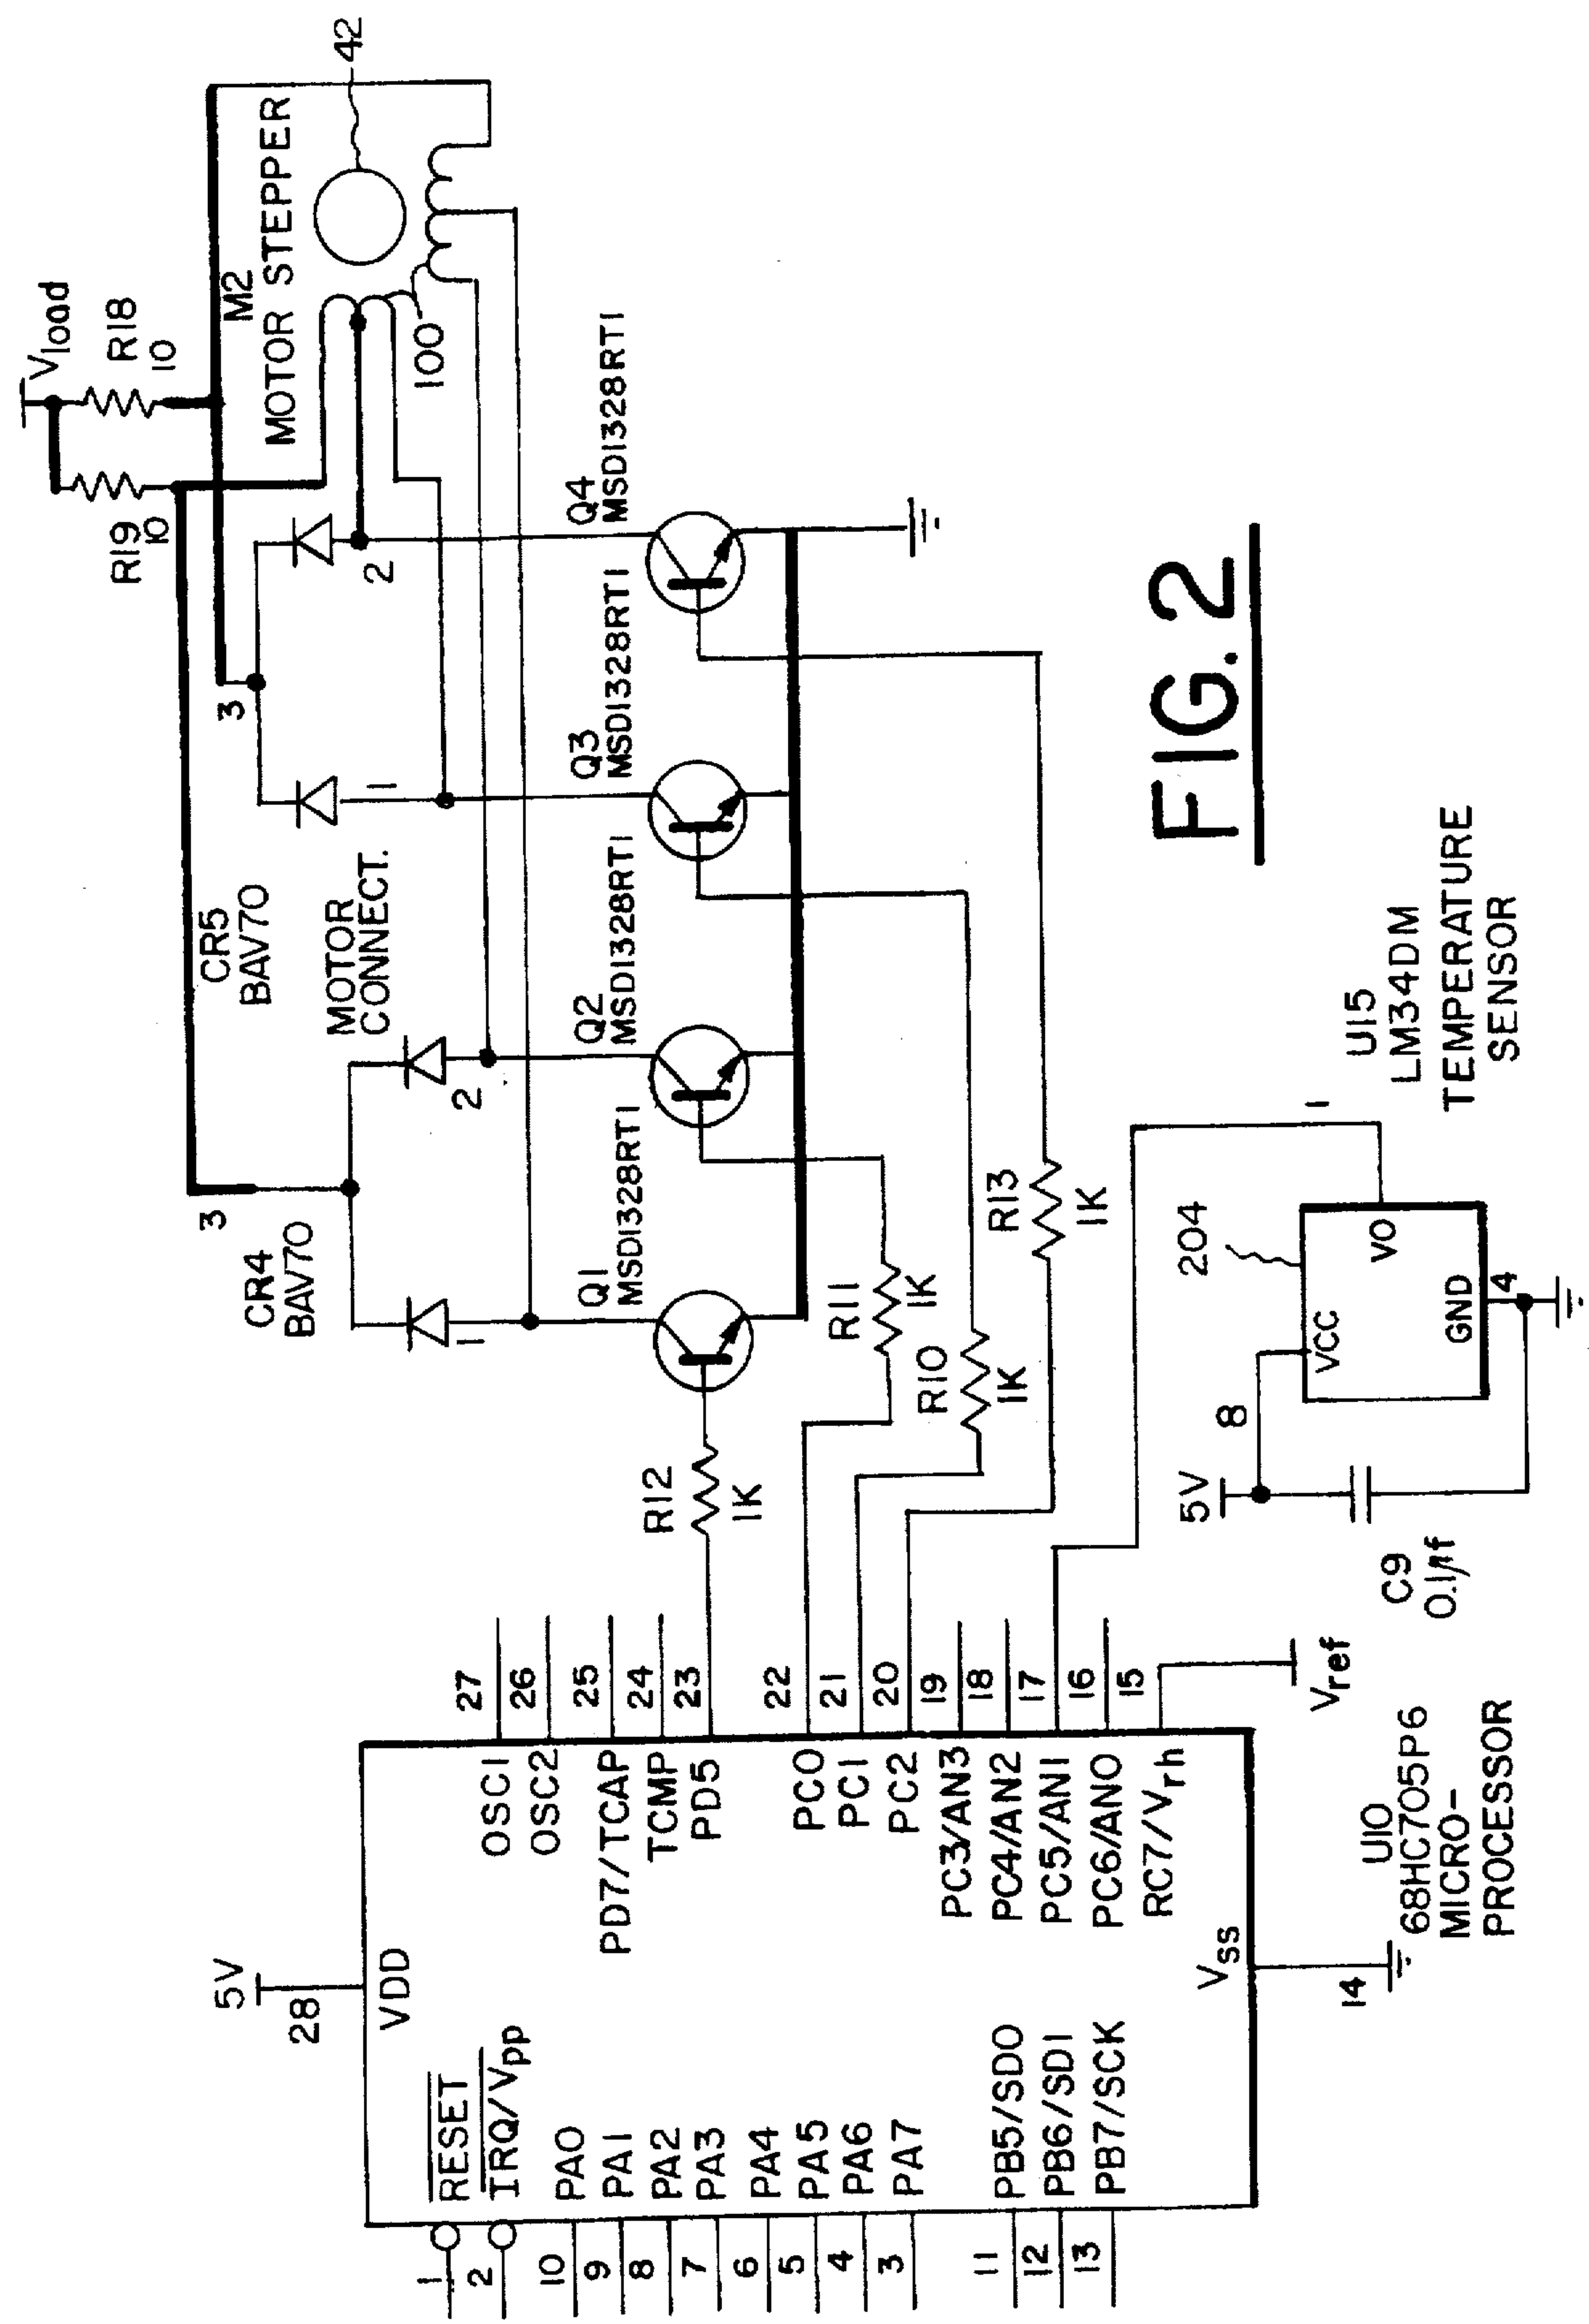 Vload
R18
10
R19
10
M2
MOTOR STEPPER
42
100
3
CR5
BAV70
1
2
3
CR4
BAV70
1
2
MOTOR
CONNECT.
Q1
MSD1328RT1
Q2
MSD1328RT1
Q3
MSD1328RT1
Q4
MSD1328RT1
R12
1K
R11
1K
R10
1K
R13
1K
5V
28
VDD
RESET
IRQ/Vpp
PA0
PA1
PA2
PA3
PA4
PA5
PA6
PA7
PB5/SDO
PB6/SDI
PB7/SCK
1
2
10
9
8
7
6
5
4
3
11
12
13
OSC1
OSC2
PD7/TCAP
TCMP
PD5
PC0
PC1
PC2
PC3/AN3
PC4/AN2
PC5/AN1
PC6/AN0
RC7/Vrh
27
26
25
24
23
22
21
20
19
18
17
16
15
Vref
Vss
14
U10
68HC705P6
MICRO-
PROCESSOR
5V
8
C9
0.1μf
VCC
VO
GND
4
1
204
U15
LM34DM
TEMPERATURE
SENSOR
FIG. 2